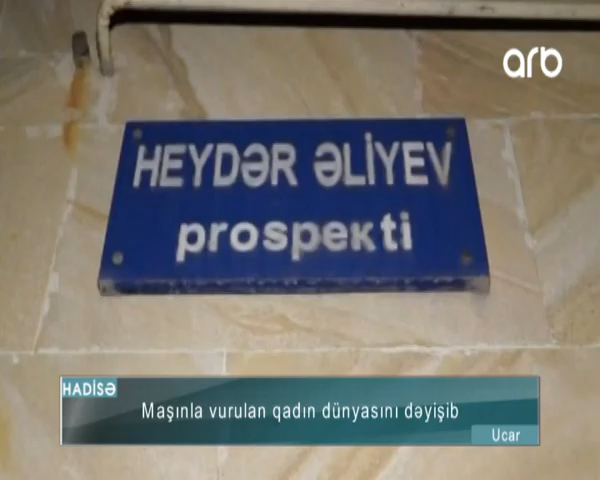 arb
HEYDƏR ƏLİYEV
prospekti
HADİSƏ
Maşınla vurulan qadın dünyasını dəyişib
Ucar